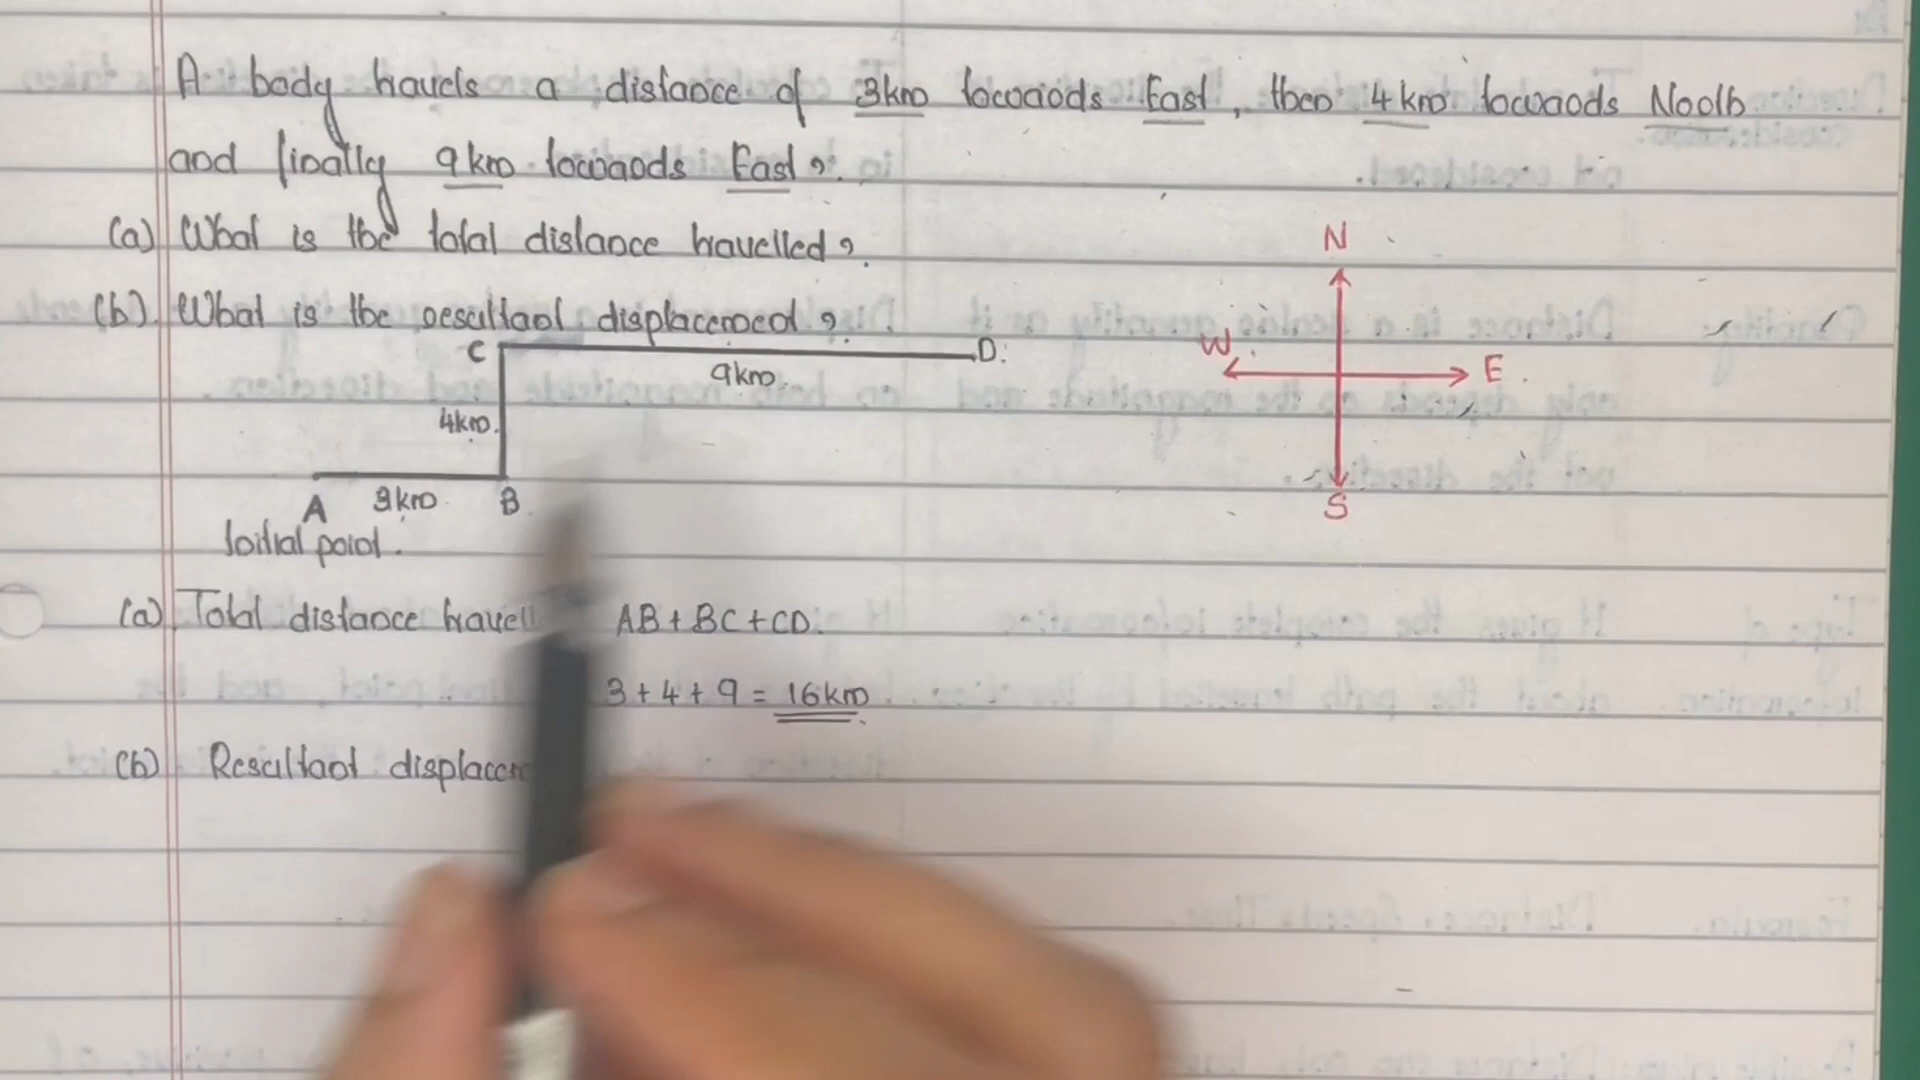 A body travels a distance of 3km towards East, then 4km towards North
and finally 9km towards East?.
(a) What is the total distance travelled?.
(b). What is the resultant displacement?.
N
W
E.
S
C
D.
9km.
4km.
A 3km. B
Initial point.
(a). Total distance travell AB+BC+CD.
3+4+9 = 16km.
(b) Resultant displacem